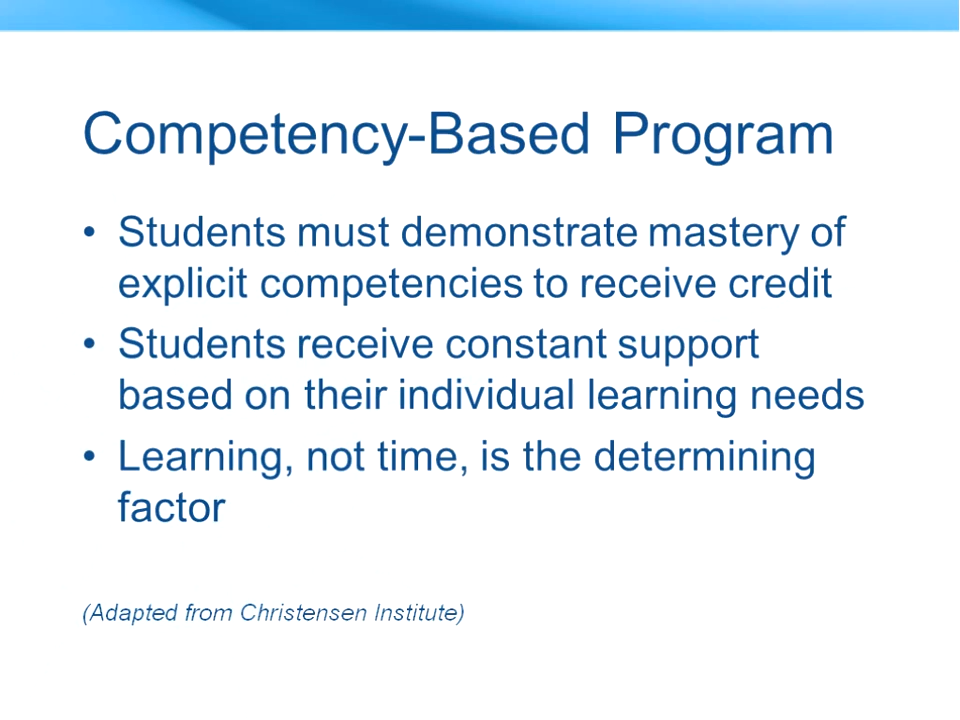 Competency-Based Program
• Students must demonstrate mastery of
explicit competencies to receive credit
• Students receive constant support
based on their individual learning needs
• Learning, not time, is the determining
factor
(Adapted from Christensen Institute)